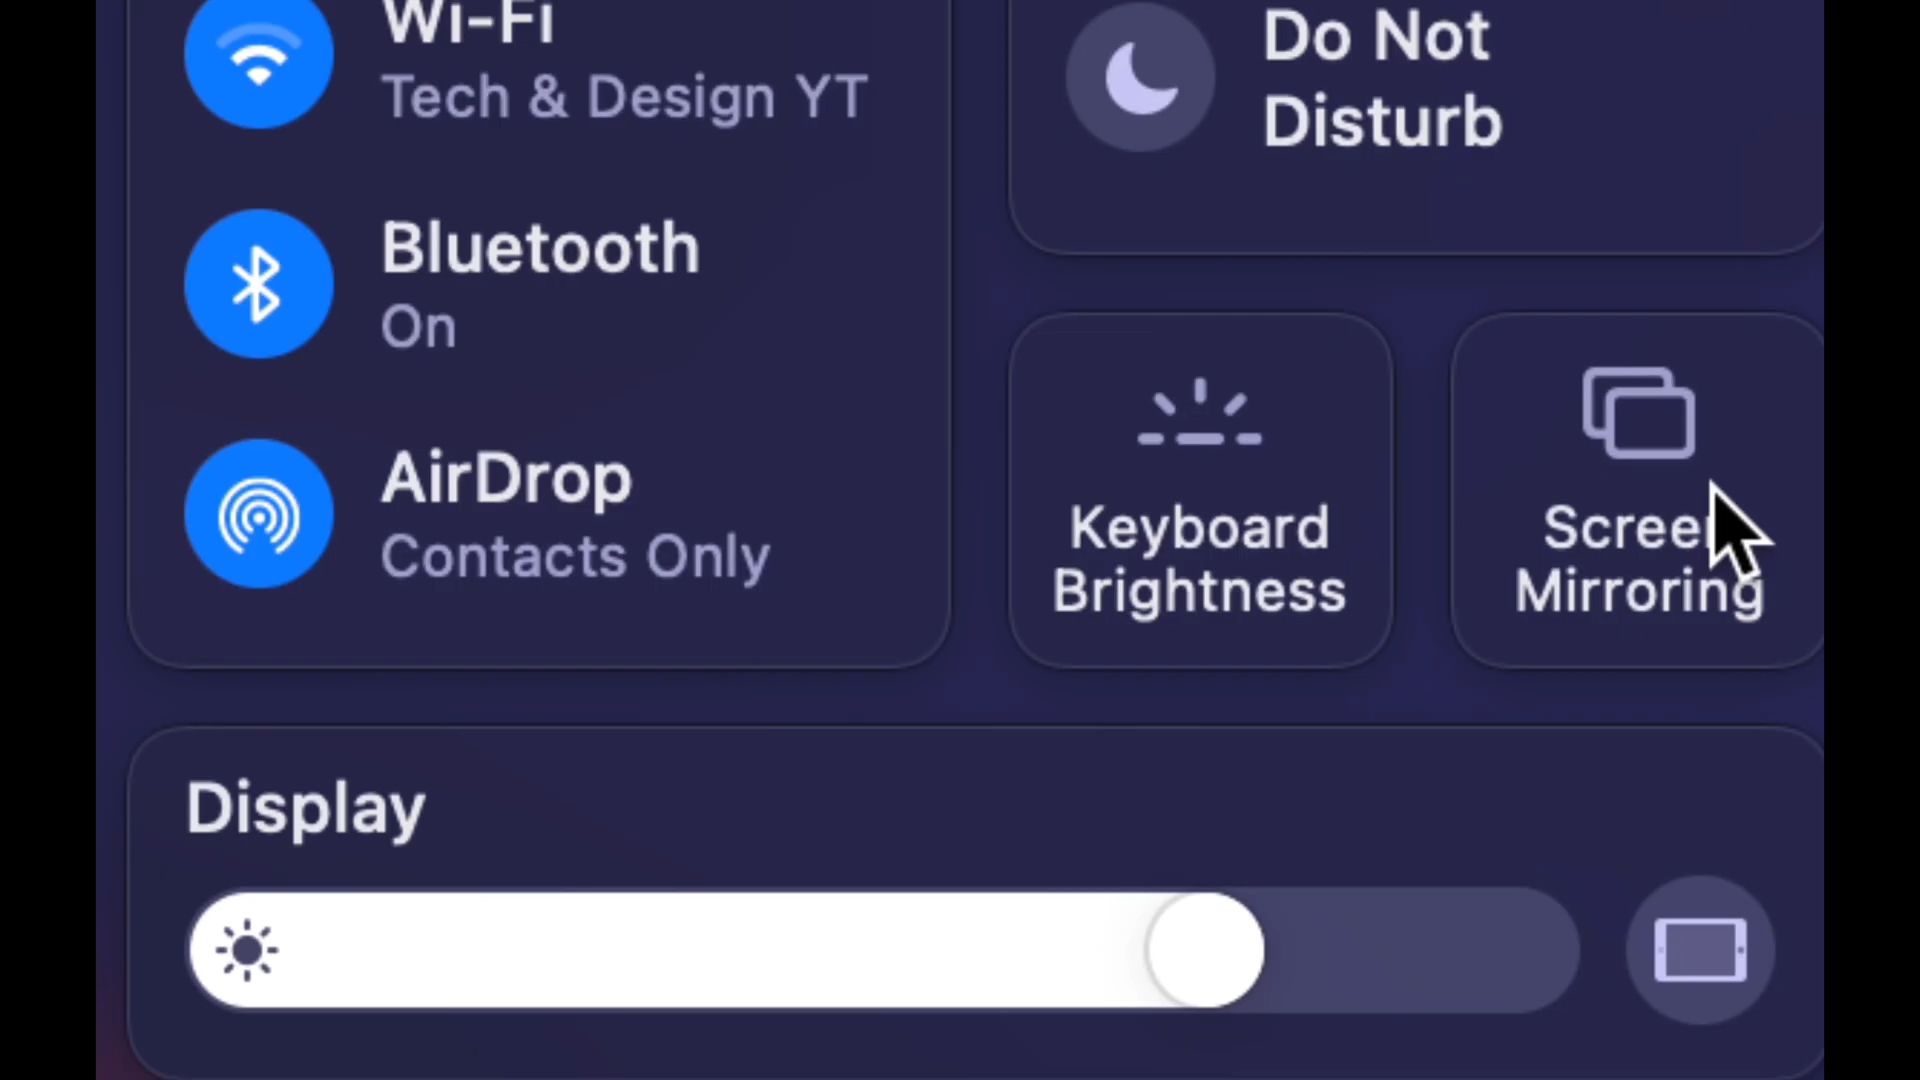 Wi-Fi
Tech & Design YT
Bluetooth
On
AirDrop
Contacts Only
Do Not
Disturb
Keyboard
Brightness
Screen
Mirroring
Display